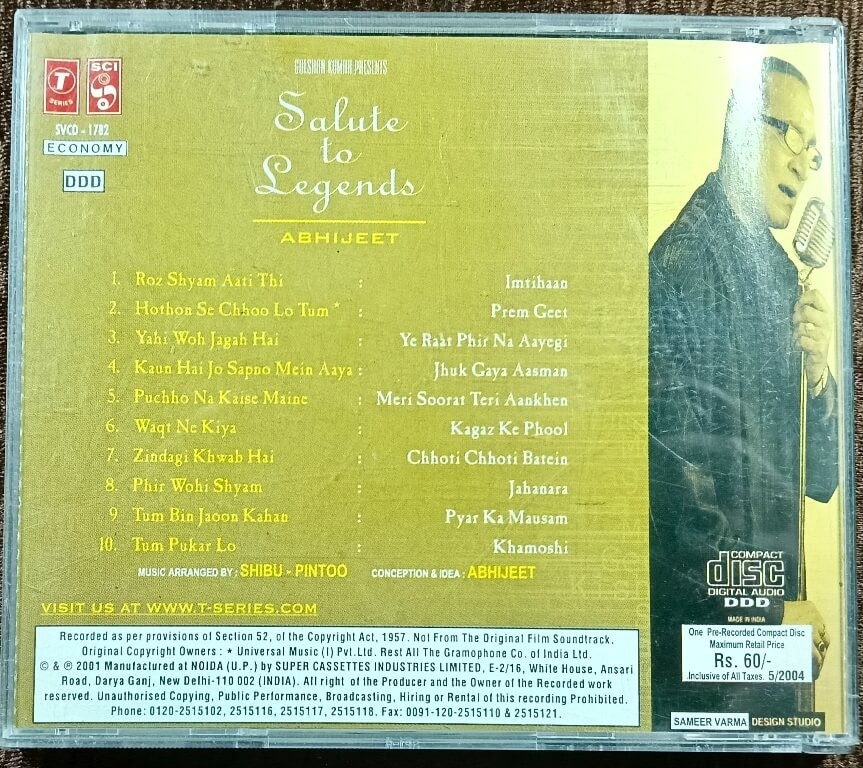 T
SERIES
SCI
GULSHAN KUMAR PRESENTS
SVCD - 1782
ECONOMY
DDD
Salute
to
Legends
ABHIJEET
1. Roz Shyam Aati Thi : Imtihaan
2. Hothon Se Chhoo Lo Tum * : Prem Geet
3. Yahi Woh Jagah Hai : Ye Raat Phir Na Aayegi
4. Kaun Hai Jo Sapno Mein Aaya : Jhuk Gaya Aasman
5. Puchho Na Kaise Maine : Meri Soorat Teri Aankhen
6. Waqt Ne Kiya : Kagaz Ke Phool
7. Zindagi Khwab Hai : Chhoti Chhoti Batein
8. Phir Wohi Shyam : Jahanara
9 Tum Bin Jaoon Kahan : Pyar Ka Mausam
10. Tum Pukar Lo : Khamoshi
MUSIC ARRANGED BY : SHIBU - PINTOO CONCEPTION & IDEA : ABHIJEET
VISIT US AT WWW.T-SERIES.COM
Recorded as per provisions of Section 52, of the Copyright Act, 1957. Not From The Original Film Soundtrack.
Original Copyright Owners : * Universal Music (I) Pvt.Ltd. Rest All The Gramophone Co. of India Ltd.
© & ℗ 2001 Manufactured at NOIDA (U.P.) by SUPER CASSETTES INDUSTRIES LIMITED, E-2/16, White House, Ansari
Road, Darya Ganj, New Delhi-110 002 (INDIA). All right of the Producer and the Owner of the Recorded work
reserved. Unauthorised Copying, Public Performance, Broadcasting, Hiring or Rental of this recording Prohibited.
Phone: 0120-2515102, 2515116, 2515117, 2515118. Fax: 0091-120-2515110 & 2515121.
COMPACT
disc
DIGITAL AUDIO
DDD
MADE IN INDIA
One Pre-Recorded Compact Disc
Maximum Retail Price
Rs. 60/-
Inclusive of All Taxes. 5/2004
SAMEER VARMA DESIGN STUDIO